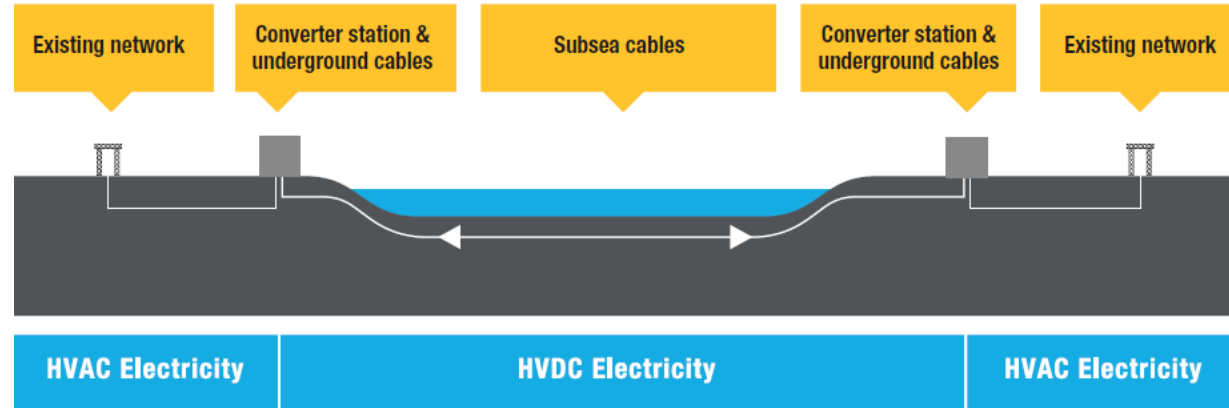 Existing network
Converter station &
underground cables
Subsea cables
Converter station &
underground cables
Existing network
HVAC Electricity
HVDC Electricity
HVAC Electricity